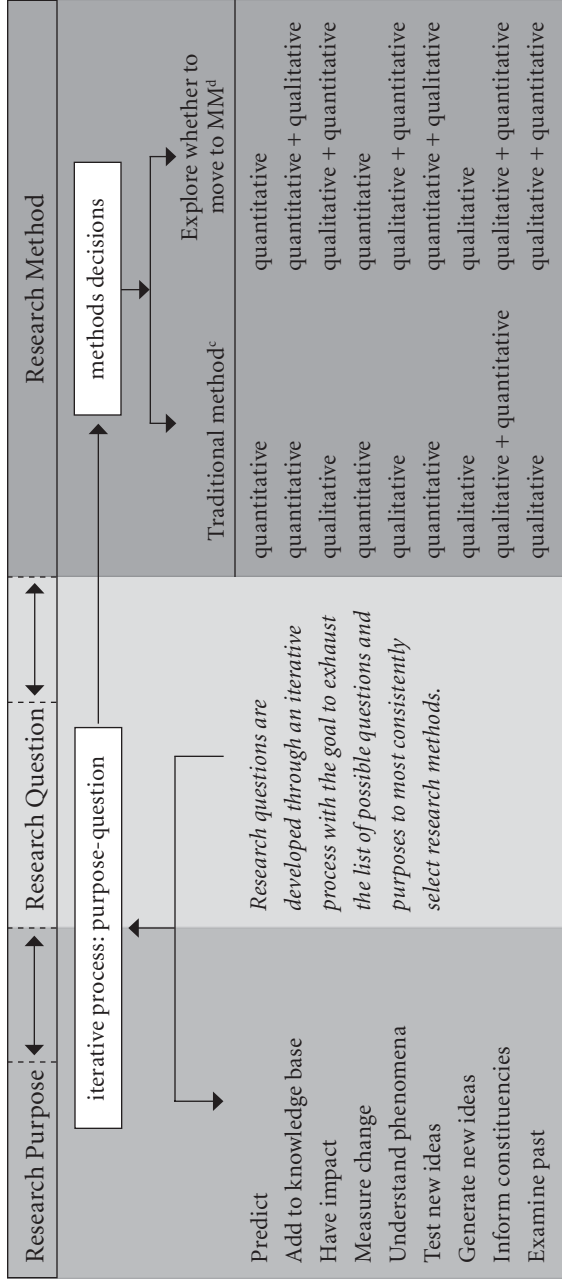 Research Purpose
Research Question
Research Method
iterative process: purpose-question
methods decisions
Traditional methodᶜ
Explore whether to
move to MMᵈ
Predict
Add to knowledge base
Have impact
Measure change
Understand phenomena
Test new ideas
Generate new ideas
Inform constituencies
Examine past
Research questions are
developed through an iterative
process with the goal to exhaust
the list of possible questions and
purposes to most consistently
select research methods.
quantitative
quantitative
qualitative
quantitative
qualitative
quantitative
qualitative
qualitative + quantitative
qualitative
quantitative
quantitative + qualitative
qualitative + quantitative
quantitative
qualitative + quantitative
quantitative + qualitative
qualitative
qualitative + quantitative
qualitative + quantitative